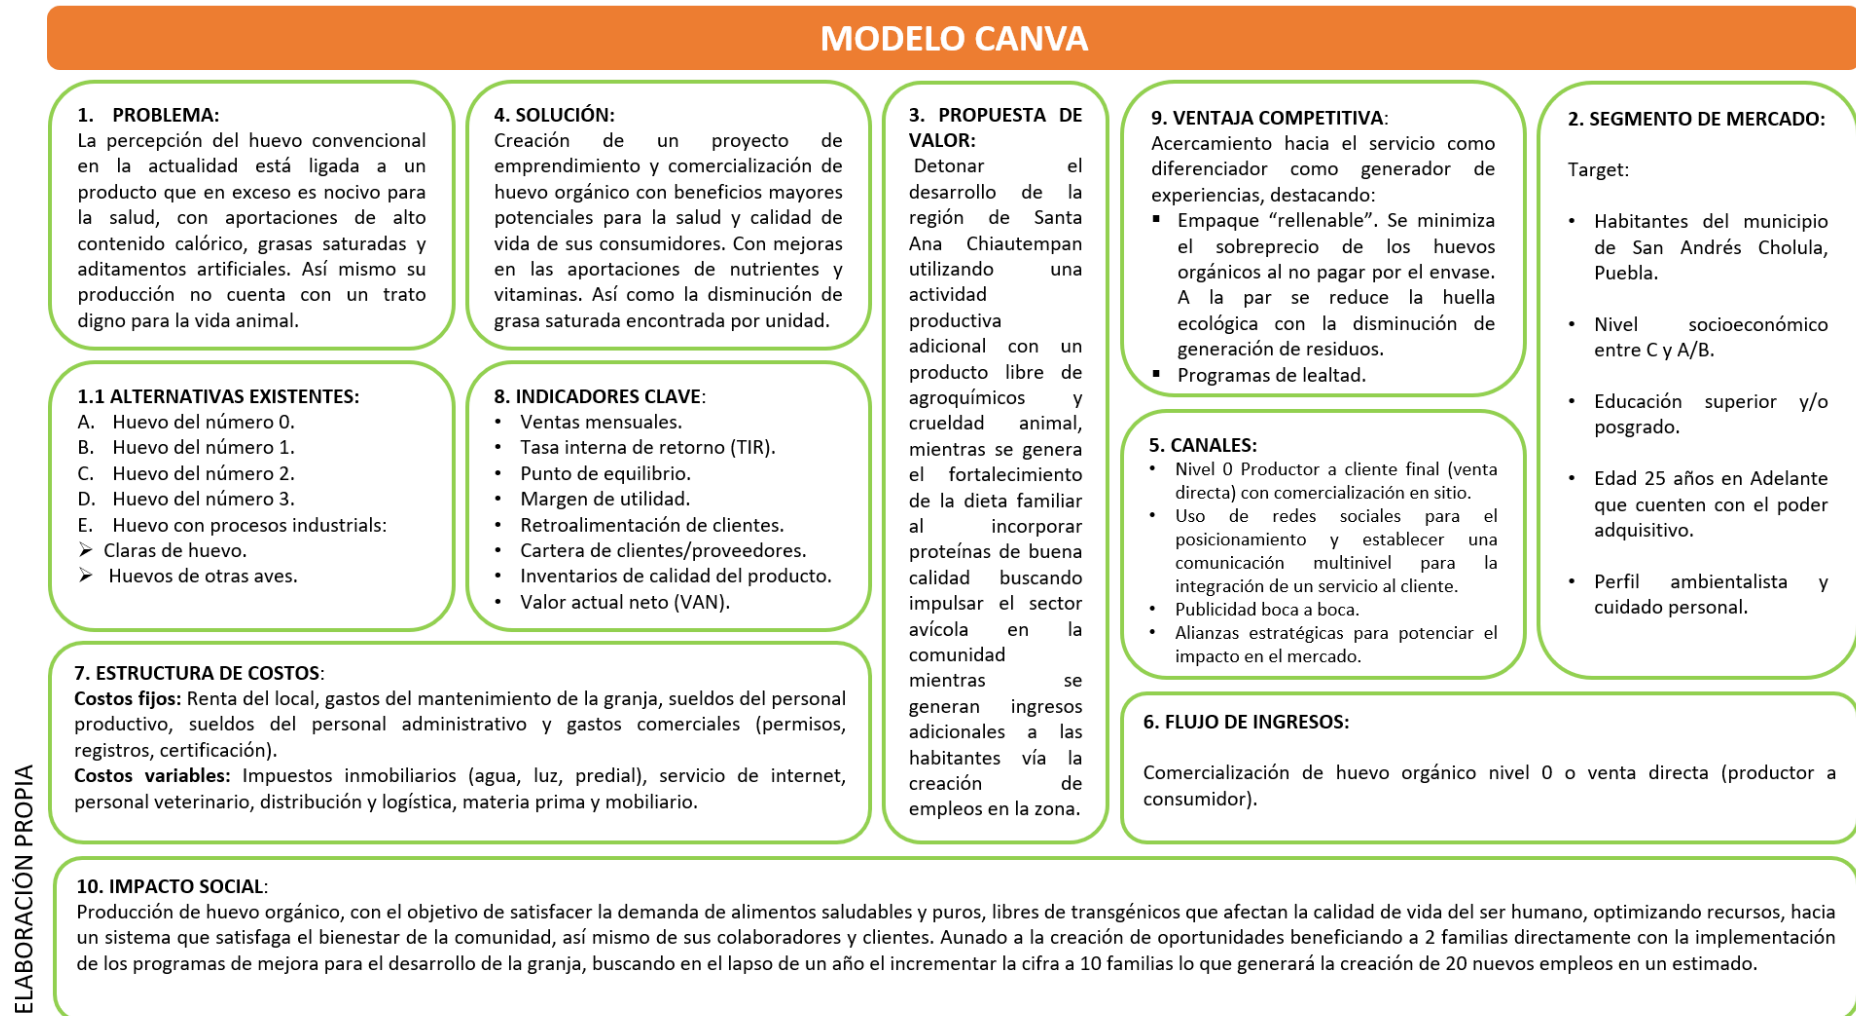 MODELO CANVA
1. PROBLEMA:
La percepción del huevo convencional
en la actualidad está ligada a un
producto que en exceso es nocivo para
la salud, con aportaciones de alto
contenido calórico, grasas saturadas y
aditamentos artificiales. Así mismo su
producción no cuenta con un trato
digno para la vida animal.
1.1 ALTERNATIVAS EXISTENTES:
A. Huevo del número 0.
B. Huevo del número 1.
C. Huevo del número 2.
D. Huevo del número 3.
E. Huevo con procesos industrials:
➢ Claras de huevo.
➢ Huevos de otras aves.
4. SOLUCIÓN:
Creación de un proyecto de
emprendimiento y comercialización de
huevo orgánico con beneficios mayores
potenciales para la salud y calidad de
vida de sus consumidores. Con mejoras
en las aportaciones de nutrientes y
vitaminas. Así como la disminución de
grasa saturada encontrada por unidad.
8. INDICADORES CLAVE:
• Ventas mensuales.
• Tasa interna de retorno (TIR).
• Punto de equilibrio.
• Margen de utilidad.
• Retroalimentación de clientes.
• Cartera de clientes/proveedores.
• Inventarios de calidad del producto.
• Valor actual neto (VAN).
3. PROPUESTA DE
VALOR:
Detonar el
desarrollo de la
región de Santa
Ana Chiautempan
utilizando una
actividad
productiva
adicional con un
producto libre de
agroquímicos y
crueldad animal,
mientras se genera
el fortalecimiento
de la dieta familiar
al incorporar
proteínas de buena
calidad buscando
impulsar el sector
avícola en la
comunidad
mientras se
generan ingresos
adicionales a las
habitantes vía la
creación de
empleos en la zona.
9. VENTAJA COMPETITIVA:
Acercamiento hacia el servicio como
diferenciador como generador de
experiencias, destacando:
▪ Empaque “rellenable”. Se minimiza
el sobreprecio de los huevos
orgánicos al no pagar por el envase.
A la par se reduce la huella
ecológica con la disminución de
generación de residuos.
▪ Programas de lealtad.
5. CANALES:
• Nivel 0 Productor a cliente final (venta
directa) con comercialización en sitio.
• Uso de redes sociales para el
posicionamiento y establecer una
comunicación multinivel para la
integración de un servicio al cliente.
• Publicidad boca a boca.
• Alianzas estratégicas para potenciar el
impacto en el mercado.
2. SEGMENTO DE MERCADO:
Target:
• Habitantes del municipio
de San Andrés Cholula,
Puebla.
• Nivel socioeconómico
entre C y A/B.
• Educación superior y/o
posgrado.
• Edad 25 años en Adelante
que cuenten con el poder
adquisitivo.
• Perfil ambientalista y
cuidado personal.
7. ESTRUCTURA DE COSTOS:
Costos fijos: Renta del local, gastos del mantenimiento de la granja, sueldos del personal
productivo, sueldos del personal administrativo y gastos comerciales (permisos,
registros, certificación).
Costos variables: Impuestos inmobiliarios (agua, luz, predial), servicio de internet,
personal veterinario, distribución y logística, materia prima y mobiliario.
6. FLUJO DE INGRESOS:
Comercialización de huevo orgánico nivel 0 o venta directa (productor a
consumidor).
10. IMPACTO SOCIAL:
Producción de huevo orgánico, con el objetivo de satisfacer la demanda de alimentos saludables y puros, libres de transgénicos que afectan la calidad de vida del ser humano, optimizando recursos, hacia
un sistema que satisfaga el bienestar de la comunidad, así mismo de sus colaboradores y clientes. Aunado a la creación de oportunidades beneficiando a 2 familias directamente con la implementación
de los programas de mejora para el desarrollo de la granja, buscando en el lapso de un año el incrementar la cifra a 10 familias lo que generará la creación de 20 nuevos empleos en un estimado.
ELABORACIÓN PROPIA